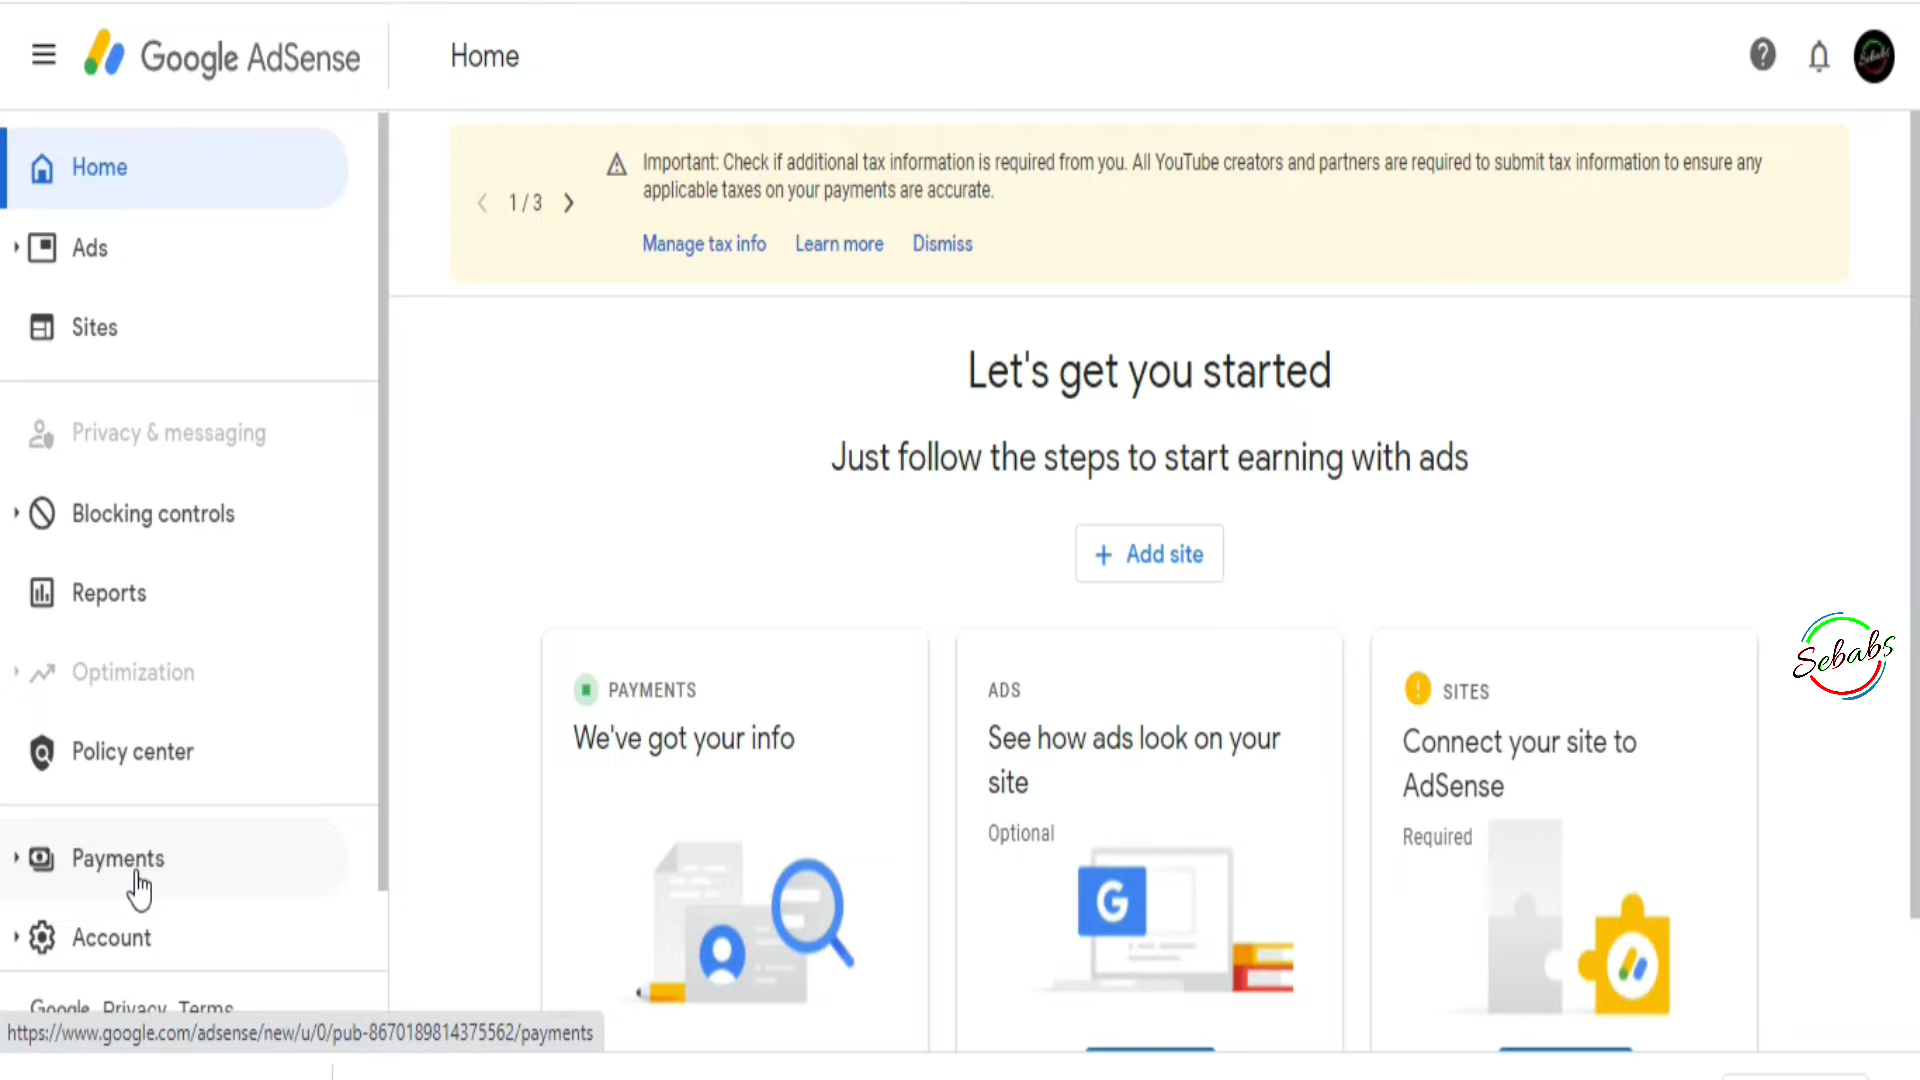 Google AdSense
Home
Sebabs
Home
Ads
Sites
Privacy & messaging
Blocking controls
Reports
Optimization
Policy center
Payments
Account
Google Privacy Terms
https://www.google.com/adsense/new/u/0/pub-8670189814375562/payments
1 / 3
Important: Check if additional tax information is required from you. All YouTube creators and partners are required to submit tax information to ensure any
applicable taxes on your payments are accurate.
Manage tax info Learn more Dismiss
Let's get you started
Just follow the steps to start earning with ads
+ Add site
PAYMENTS
We've got your info
ADS
See how ads look on your
site
Optional
G
SITES
Connect your site to
AdSense
Required
Sebabs